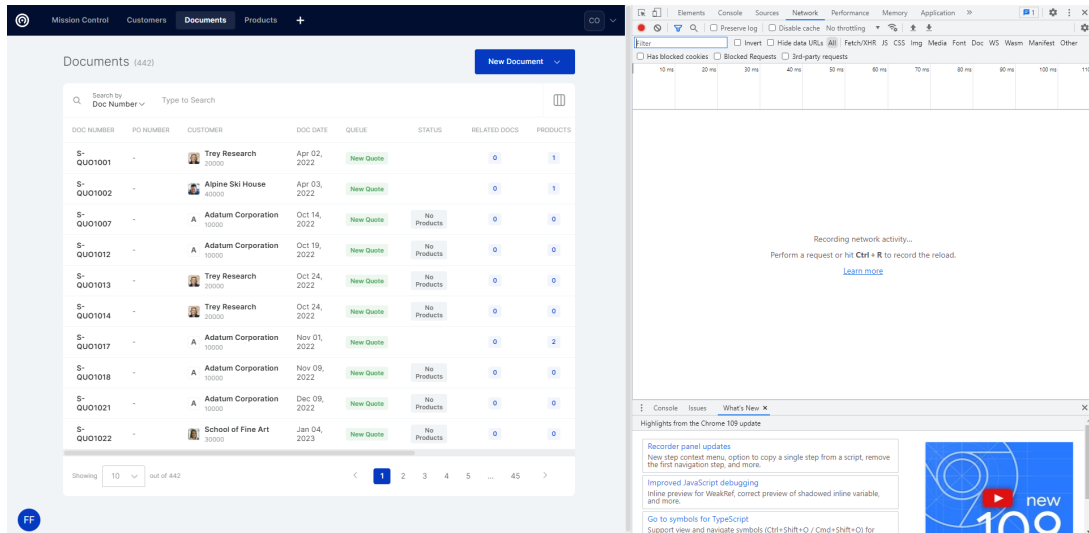 Mission Control Customers Documents Products + CO
Documents (442)
New Document
Search by
Doc Number
Type to Search
DOC NUMBER PO NUMBER CUSTOMER DOC DATE QUEUE STATUS RELATED DOCS PRODUCTS
S-QUO1001 - Trey Research 20000 Apr 02, 2022 New Quote 0 1
S-QUO1002 - Alpine Ski House 40000 Apr 03, 2022 New Quote 0 1
S-QUO1007 - A Adatum Corporation 10000 Oct 14, 2022 New Quote No Products 0 0
S-QUO1012 - A Adatum Corporation 10000 Oct 19, 2022 New Quote No Products 0 0
S-QUO1013 - Trey Research 20000 Oct 24, 2022 New Quote No Products 0 0
S-QUO1014 - Trey Research 20000 Oct 24, 2022 New Quote No Products 0 0
S-QUO1017 - A Adatum Corporation 10000 Nov 01, 2022 New Quote 0 2
S-QUO1018 - A Adatum Corporation 10000 Nov 09, 2022 New Quote No Products 0 0
S-QUO1021 - A Adatum Corporation 10000 Dec 09, 2022 New Quote No Products 0 0
S-QUO1022 - School of Fine Art 30000 Jan 04, 2023 New Quote No Products 0 0
Showing 10 out of 442 < 1 2 3 4 5 ... 45 >
FF
Elements Console Sources Network Performance Memory Application » 1
Preserve log Disable cache No throttling
Filter Invert Hide data URLs All Fetch/XHR JS CSS Img Media Font Doc WS Wasm Manifest Other
Has blocked cookies Blocked Requests 3rd-party requests
10 ms 20 ms 30 ms 40 ms 50 ms 60 ms 70 ms 80 ms 90 ms 100 ms 110
Recording network activity...
Perform a request or hit Ctrl + R to record the reload.
Learn more
Console Issues What's New ×
Highlights from the Chrome 109 update
Recorder panel updates
New step context menu, option to copy a single step from a script, remove
the first navigation step, and more.
Improved JavaScript debugging
Inline preview for WeakRef, correct preview of shadowed inline variable,
and more.
Go to symbols for TypeScript
Support view and navigate symbols (Ctrl+Shift+O / Cmd+Shift+O) for
new
109